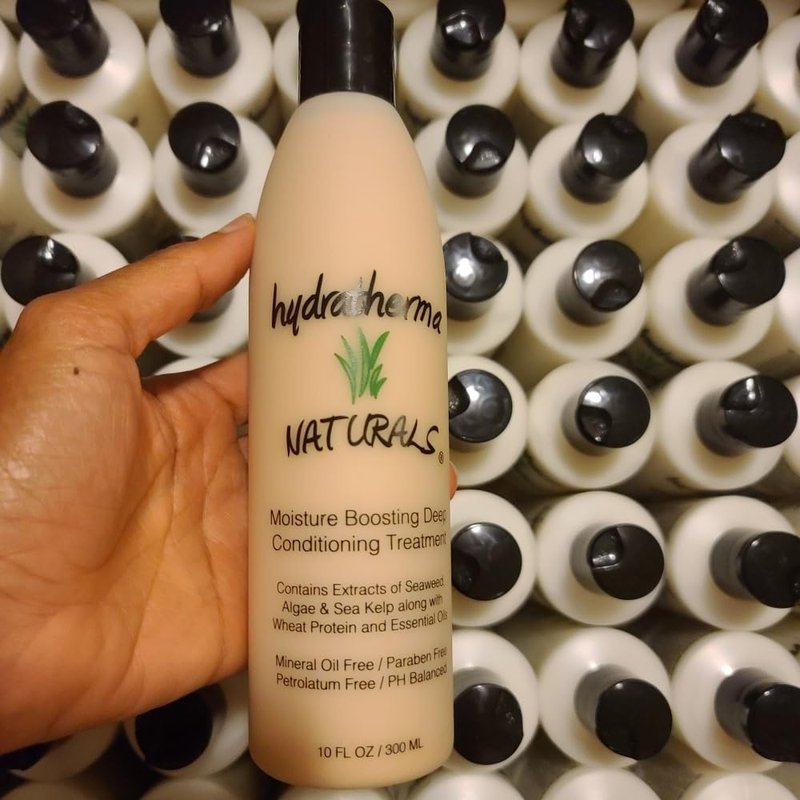 hydratherma
NATURALS®
Moisture Boosting Deep
Conditioning Treatment
Contains Extracts of Seaweed,
Algae & Sea Kelp along with
Wheat Protein and Essential Oils
Mineral Oil Free / Paraben Free
Petrolatum Free / PH Balanced
10 FL OZ / 300 ML